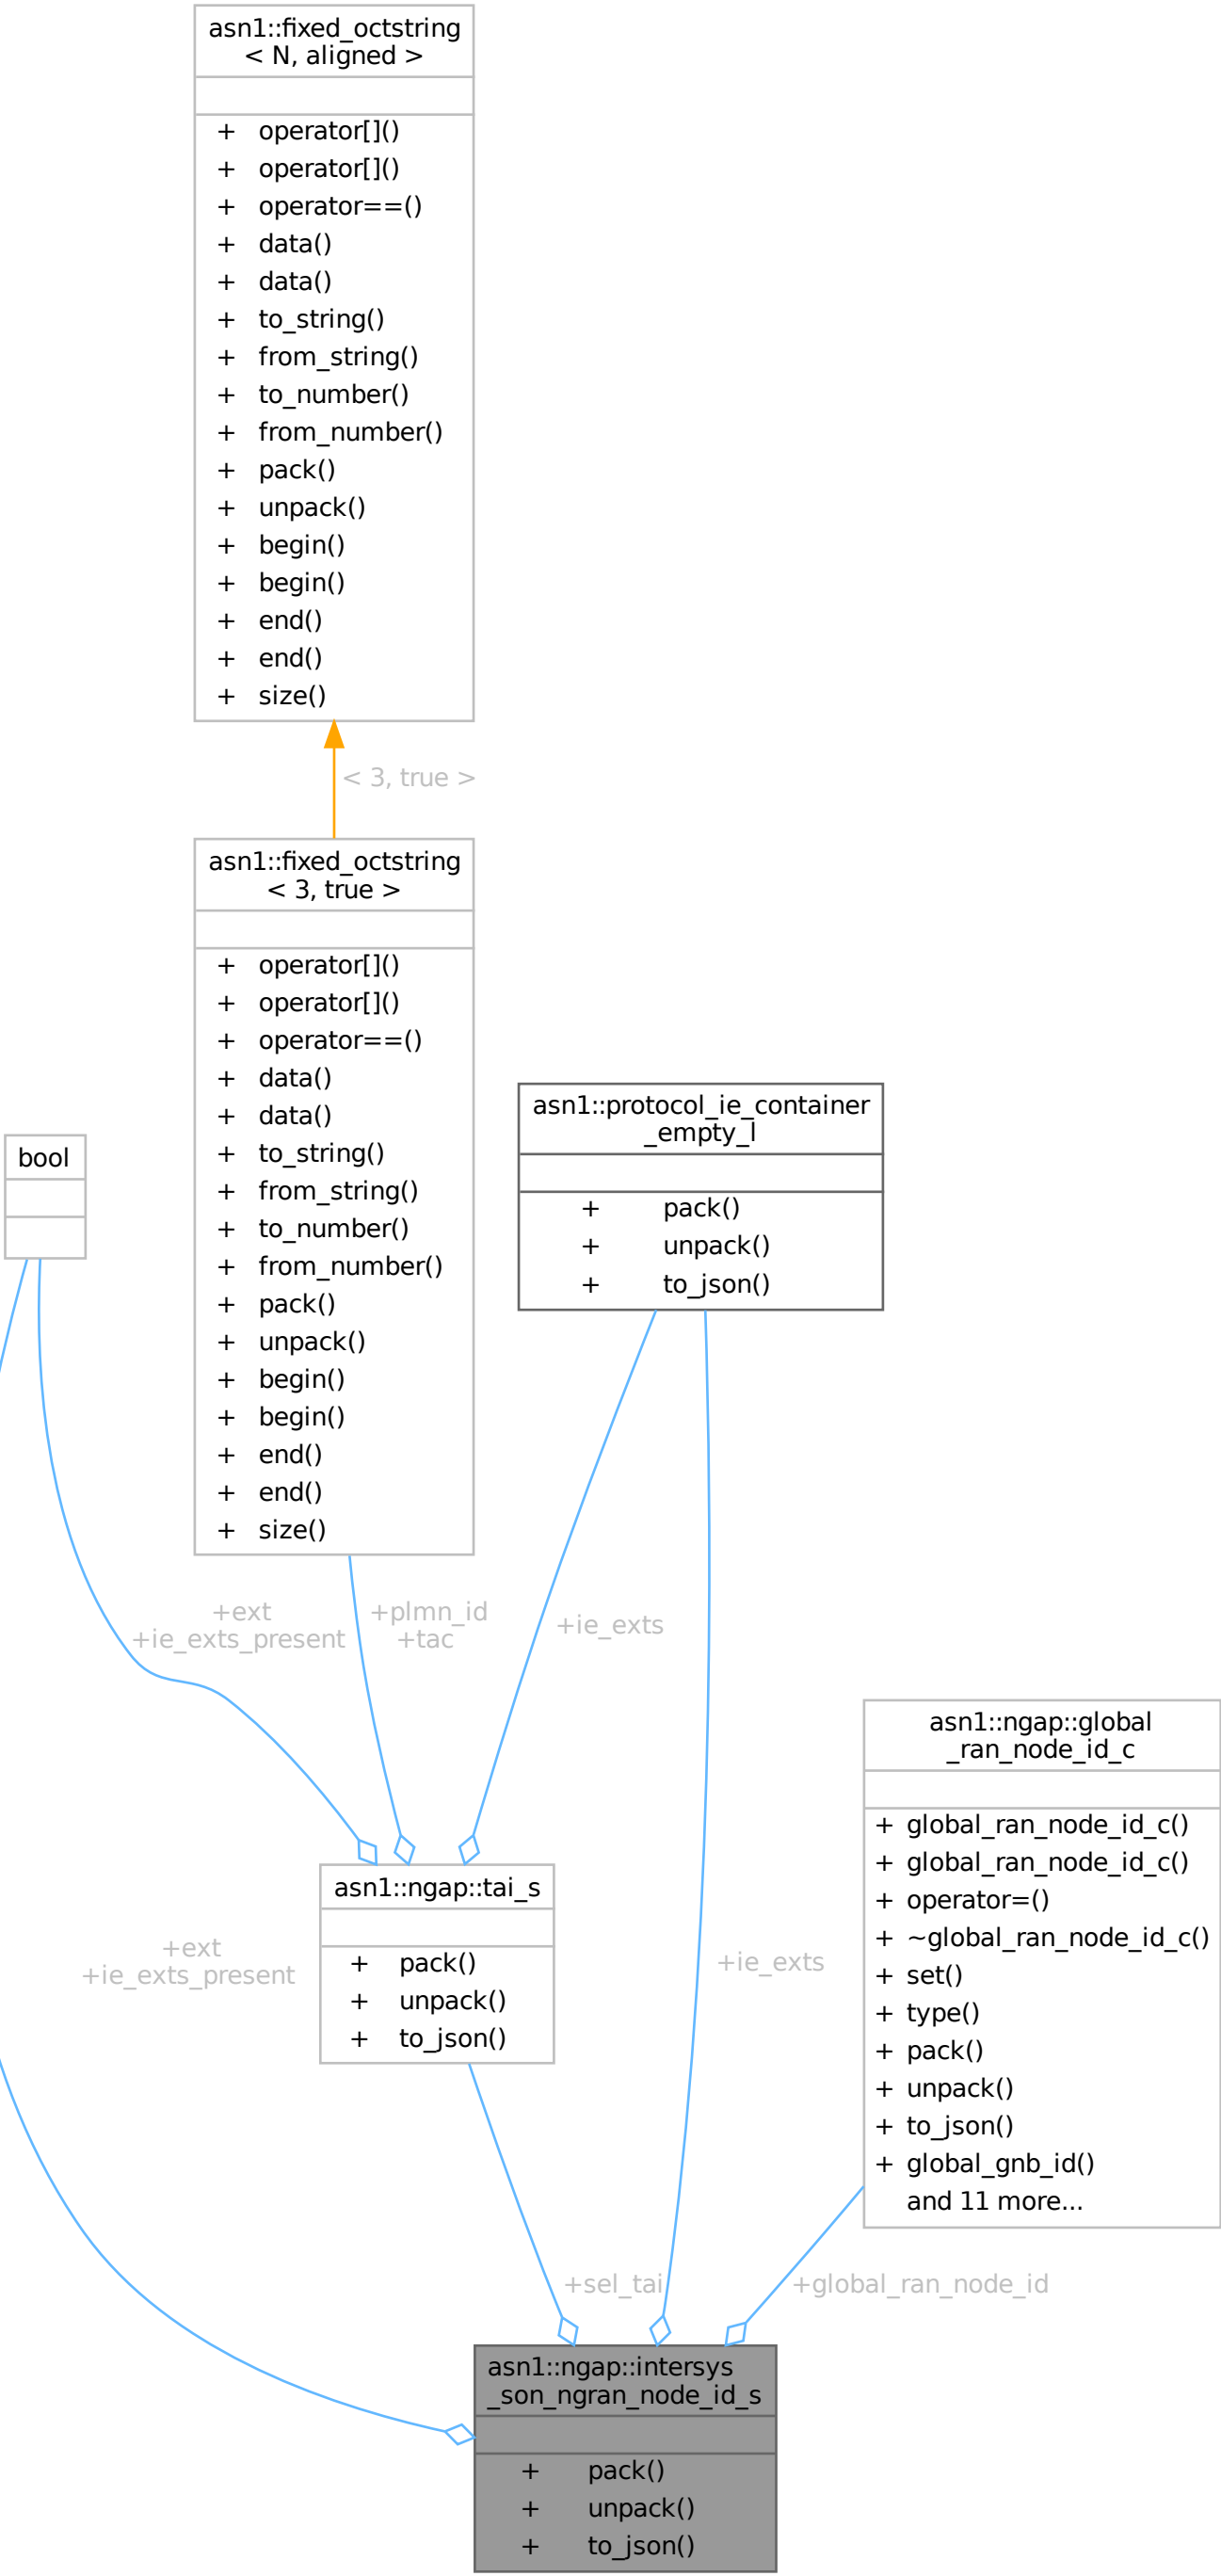 asn1::fixed_octstring
< N, aligned >
+ operator[]()
+ operator[]()
+ operator==()
+ data()
+ data()
+ to_string()
+ from_string()
+ to_number()
+ from_number()
+ pack()
+ unpack()
+ begin()
+ begin()
+ end()
+ end()
+ size()
< 3, true >
asn1::fixed_octstring
< 3, true >
+ operator[]()
+ operator[]()
+ operator==()
+ data()
+ data()
+ to_string()
+ from_string()
+ to_number()
+ from_number()
+ pack()
+ unpack()
+ begin()
+ begin()
+ end()
+ end()
+ size()
asn1::protocol_ie_container
_empty_l
+ pack()
+ unpack()
+ to_json()
bool
+ext
+ie_exts_present
+plmn_id
+tac
+ie_exts
asn1::ngap::global
_ran_node_id_c
+ global_ran_node_id_c()
+ global_ran_node_id_c()
+ operator=()
+ ~global_ran_node_id_c()
+ set()
+ type()
+ pack()
+ unpack()
+ to_json()
+ global_gnb_id()
and 11 more...
asn1::ngap::tai_s
+ pack()
+ unpack()
+ to_json()
+ext
+ie_exts_present
+ie_exts
+sel_tai
+global_ran_node_id
asn1::ngap::intersys
_son_ngran_node_id_s
+ pack()
+ unpack()
+ to_json()